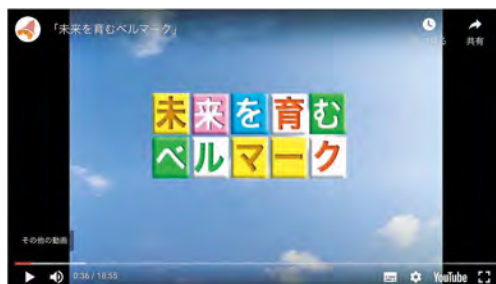 「未来を育むベルマーク」
共有
未来を育む
ベルマーク
その他の動画
0:36 / 18:55
YouTube